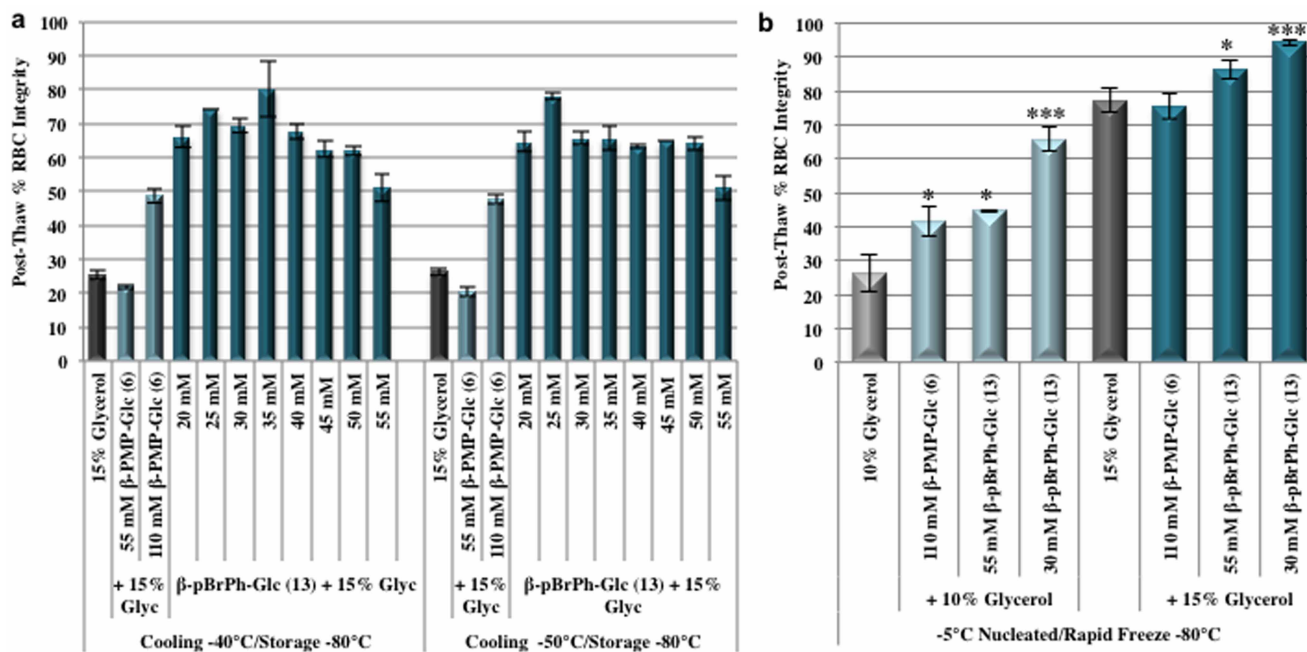 a
Post-Thaw % RBC Integrity
100
90
80
70
60
50
40
30
20
10
0
15% Glycerol
55 mM β-PMP-Glc (6)
110 mM β-PMP-Glc (6)
20 mM
25 mM
30 mM
35 mM
40 mM
45 mM
50 mM
55 mM
15% Glycerol
55 mM β-PMP-Glc (6)
110 mM β-PMP-Glc (6)
20 mM
25 mM
30 mM
35 mM
40 mM
45 mM
50 mM
55 mM
+ 15%
Glyc
β-pBrPh-Glc (13) + 15% Glyc
+ 15%
Glyc
β-pBrPh-Glc (13) + 15%
Glyc
Cooling -40°C/Storage -80°C
Cooling -50°C/Storage -80°C
b
Post-Thaw % RBC Integrity
100
90
80
70
60
50
40
30
20
10
0
*
*
***
*
***
10% Glycerol
110 mM β-PMP-Glc (6)
55 mM β-pBrPh-Glc (13)
30 mM β-pBrPh-Glc (13)
15% Glycerol
110 mM β-PMP-Glc (6)
55 mM β-pBrPh-Glc (13)
30 mM β-pBrPh-Glc (13)
+ 10% Glycerol
+ 15% Glycerol
-5°C Nucleated/Rapid Freeze -80°C